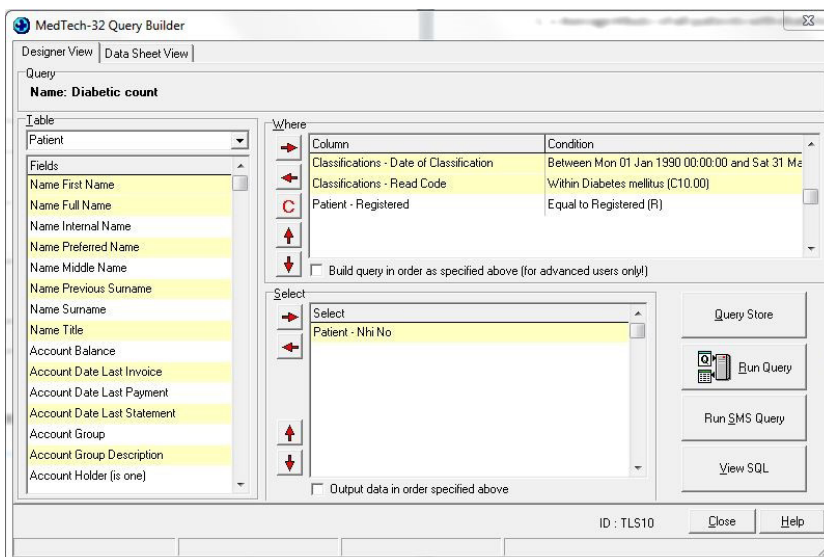 MedTech-32 Query Builder
Designer View
Data Sheet View
Query
Name: Diabetic count
Table
Patient
Fields
Name First Name
Name Full Name
Name Internal Name
Name Preferred Name
Name Middle Name
Name Previous Surname
Name Surname
Name Title
Account Balance
Account Date Last Invoice
Account Date Last Payment
Account Date Last Statement
Account Group
Account Group Description
Account Holder (is one)
Where
Column Condition
Classifications - Date of Classification Between Mon 01 Jan 1990 00:00:00 and Sat 31 Ma
Classifications - Read Code Within Diabetes mellitus (C10.00)
Patient - Registered Equal to Registered (R)
C
Build query in order as specified above (for advanced users only!)
Select
Select
Patient - Nhi No
Output data in order specified above
Query Store
Q
Run Query
Run SMS Query
View SQL
ID : TLS10
Close
Help